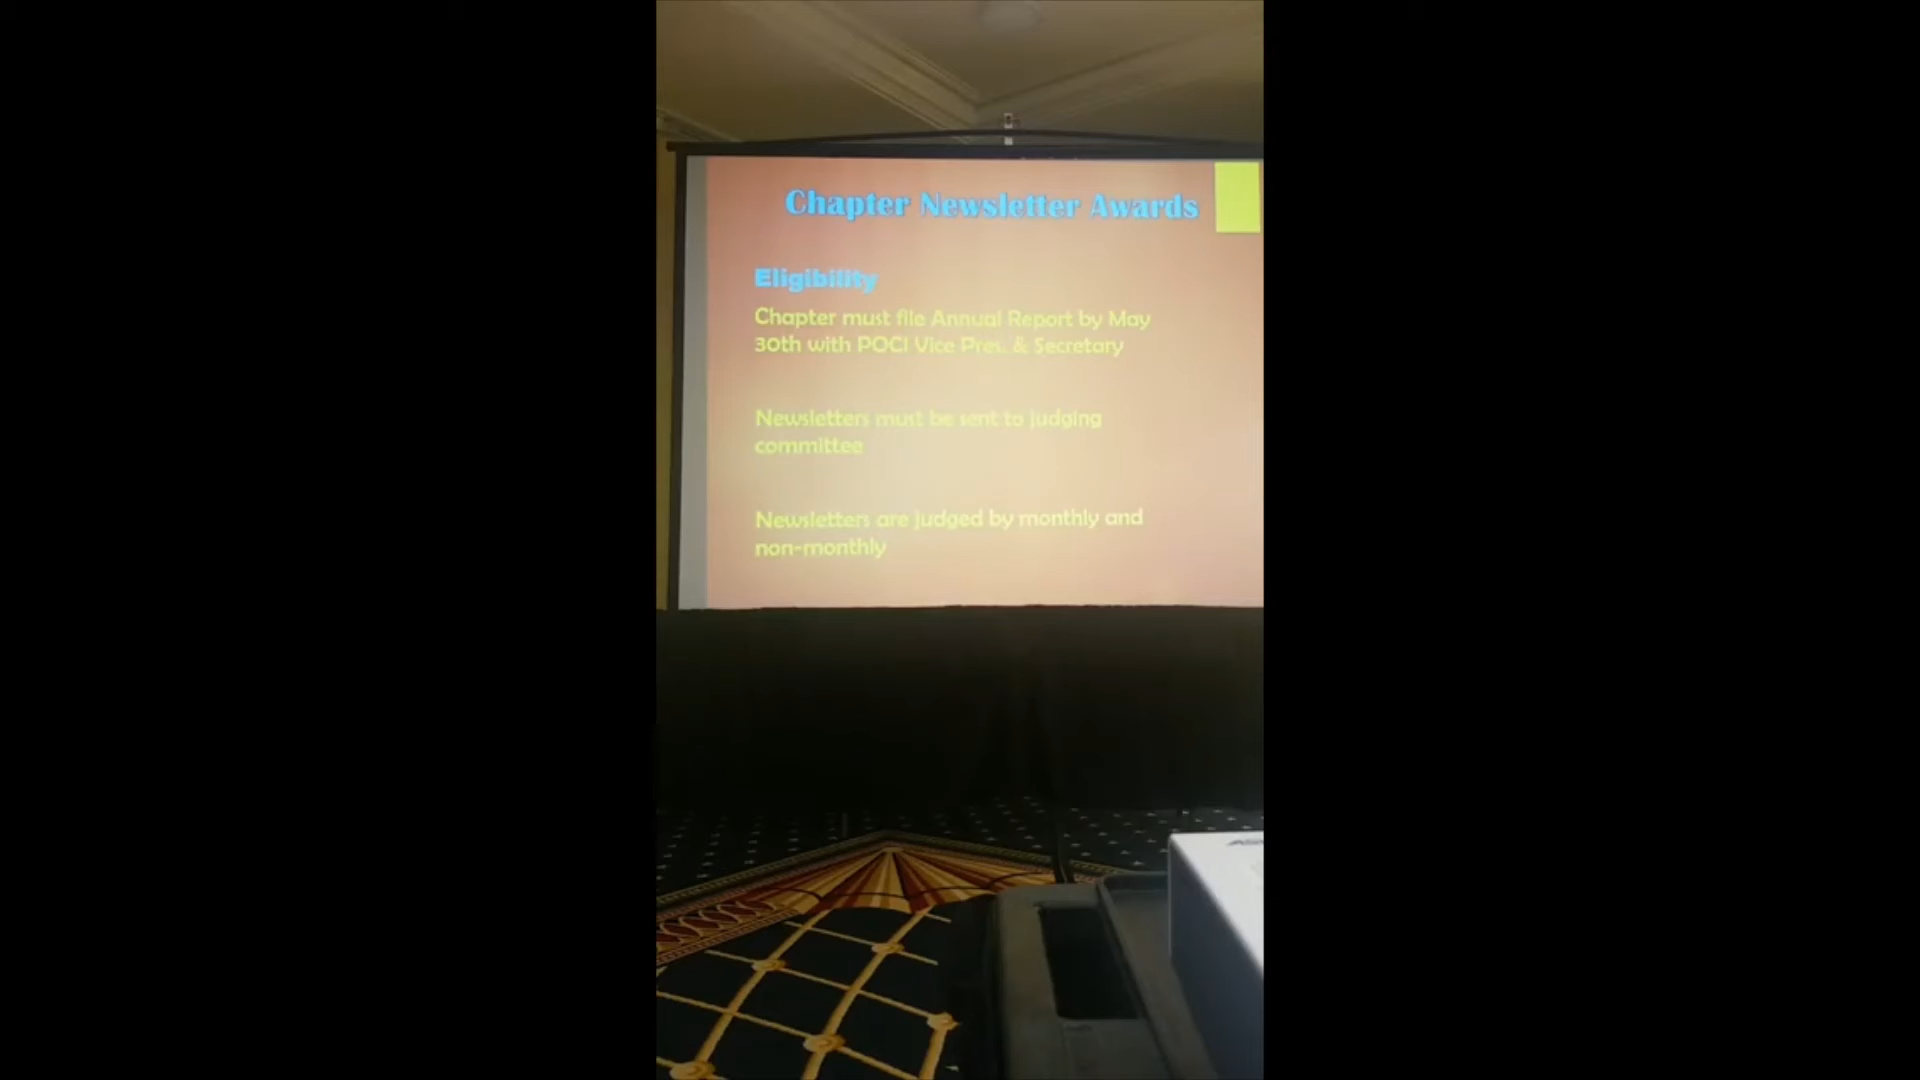 Chapter Newsletter Awards
Eligibility
Chapter must file Annual Report by May
30th with POCI Vice Pres. & Secretary
Newsletters must be sent to judging
committee
Newsletters are judged by monthly and
non-monthly